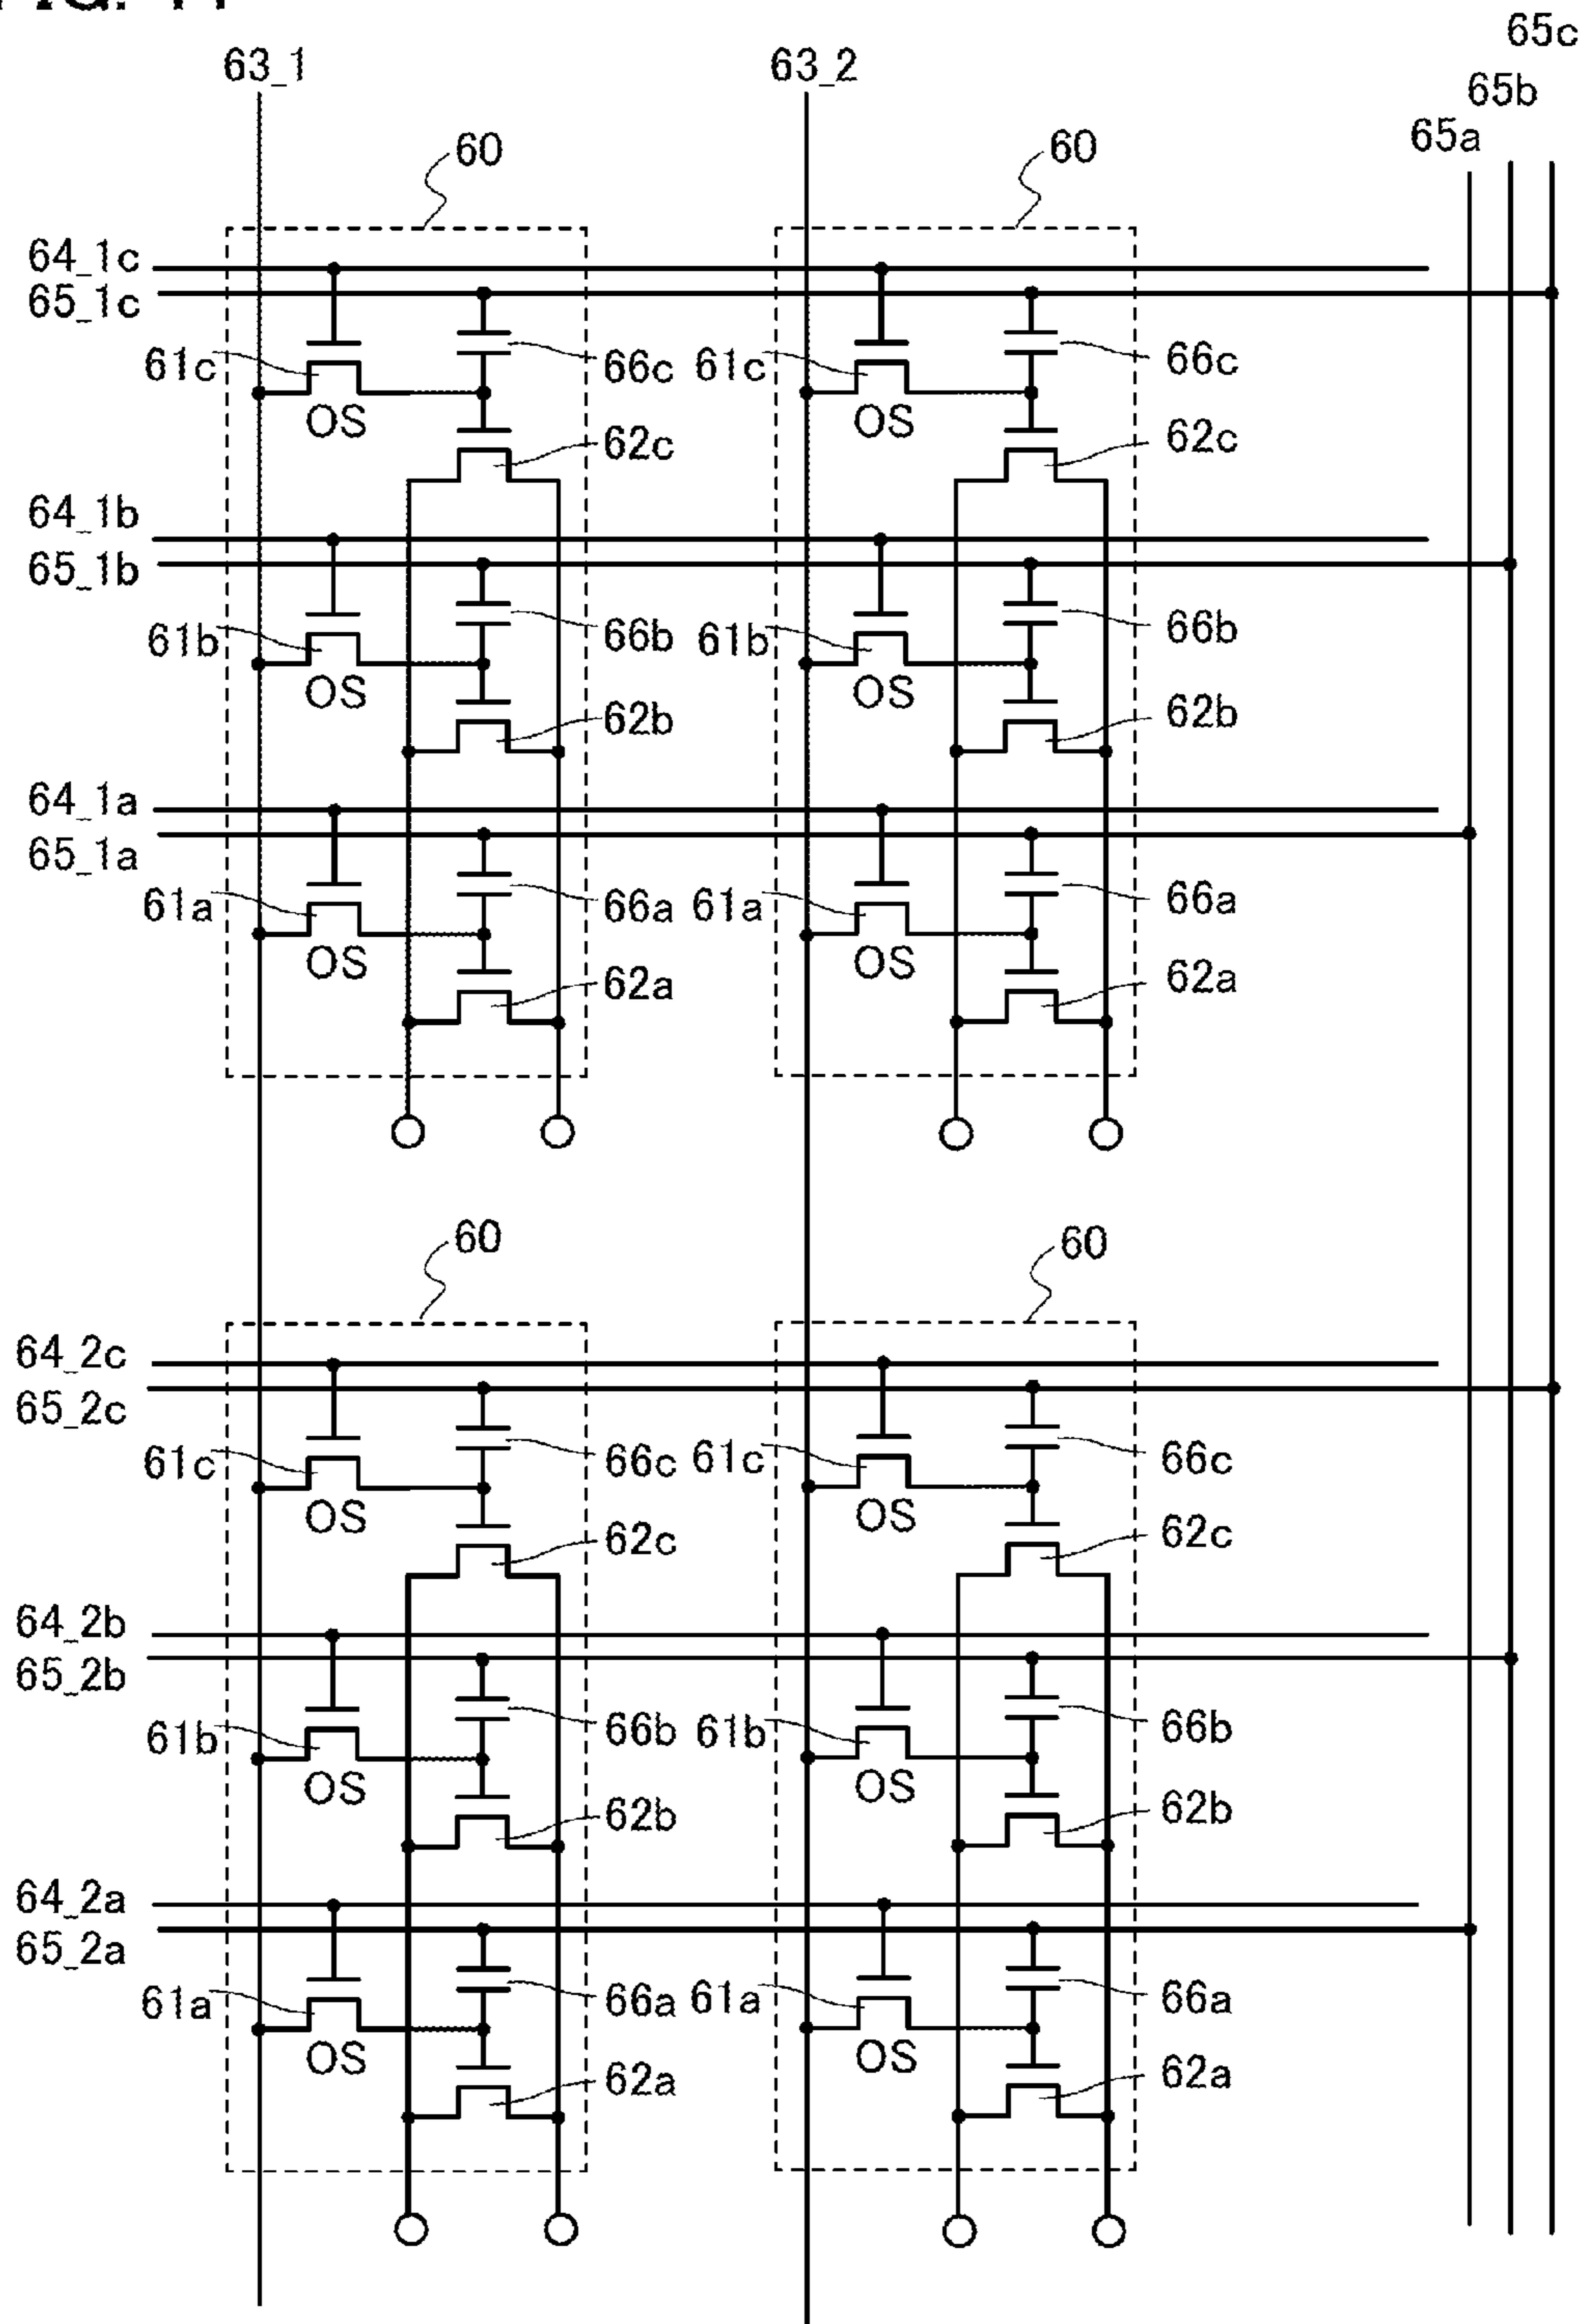 65c
63_1 63_2 65b
65a
60 60
64_1c
65_1c
61c 66c 61c 66c
OS OS
62c 62c
64_1b
65_1b
61b 66b 61b 66b
OS OS
62b 62b
64_1a
65_1a
61a 66a 61a 66a
OS OS
62a 62a
60 60
64_2c
65_2c
61c 66c 61c 66c
OS OS
62c 62c
64_2b
65_2b
61b 66b 61b 66b
OS OS
62b 62b
64_2a
65_2a
61a 66a 61a 66a
OS OS
62a 62a